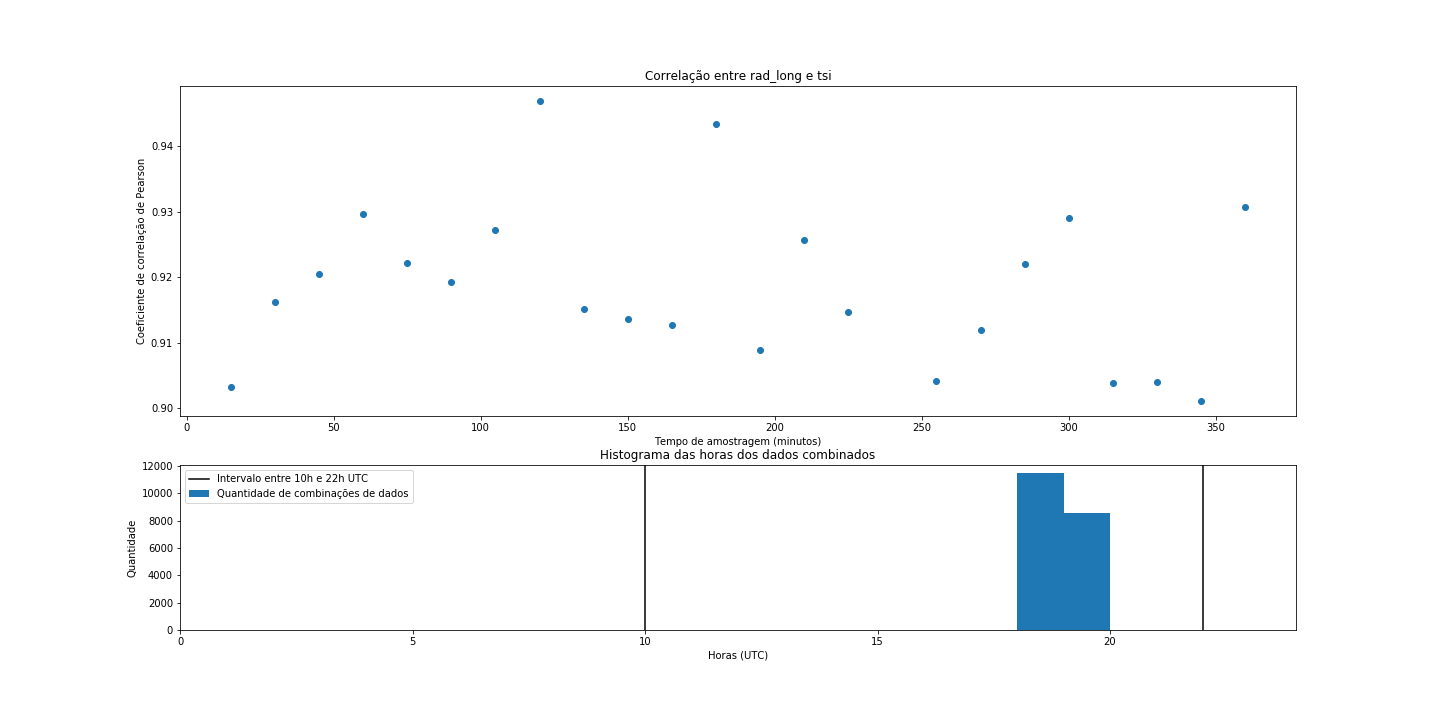 Correlação entre rad_long e tsi
Coeficiente de correlação de Pearson
0.94
0.93
0.92
0.91
0.90
0 50 100 150 200 250 300 350
Tempo de amostragem (minutos)
Histograma das horas dos dados combinados
Quantidade
12000
10000
8000
6000
4000
2000
0
Intervalo entre 10h e 22h UTC
Quantidade de combinações de dados
0 5 10 15 20
Horas (UTC)